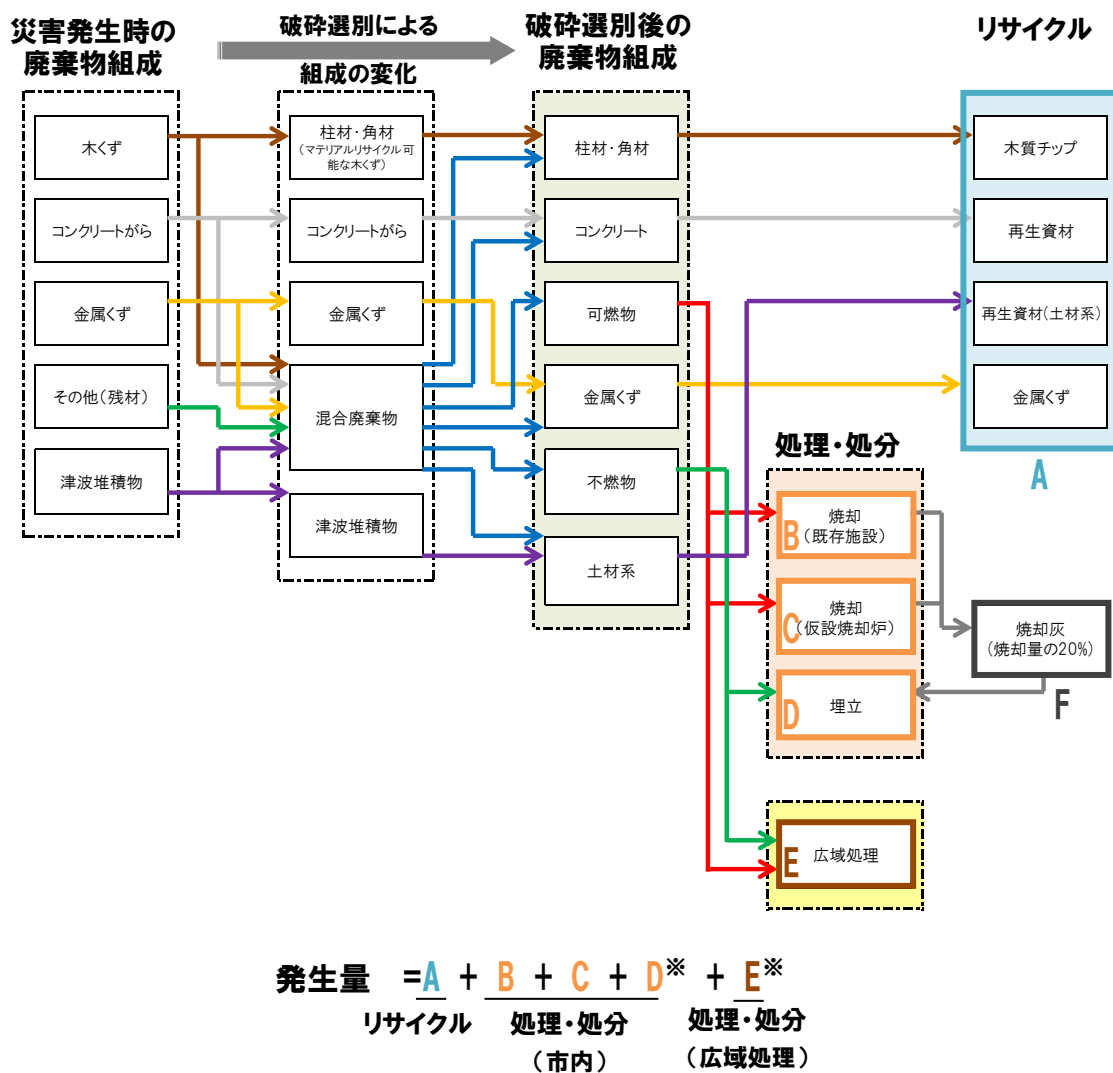 災害発生時の
廃棄物組成
破砕選別による
組成の変化
破砕選別後の
廃棄物組成
リサイクル
木くず
コンクリートがら
金属くず
その他(残材)
津波堆積物
柱材・角材
(マテリアルリサイクル可
能な木くず)
コンクリートがら
金属くず
混合廃棄物
津波堆積物
柱材・角材
コンクリート
可燃物
金属くず
不燃物
土材系
木質チップ
再生資材
再生資材(土材系)
金属くず
A
処理・処分
B
焼却
(既存施設)
C
焼却
(仮設焼却炉)
D
埋立
焼却灰
(焼却量の20%)
F
E
広域処理
発生量 =A + B + C + D※ + E※
リサイクル 処理・処分 処理・処分
(市内) (広域処理)